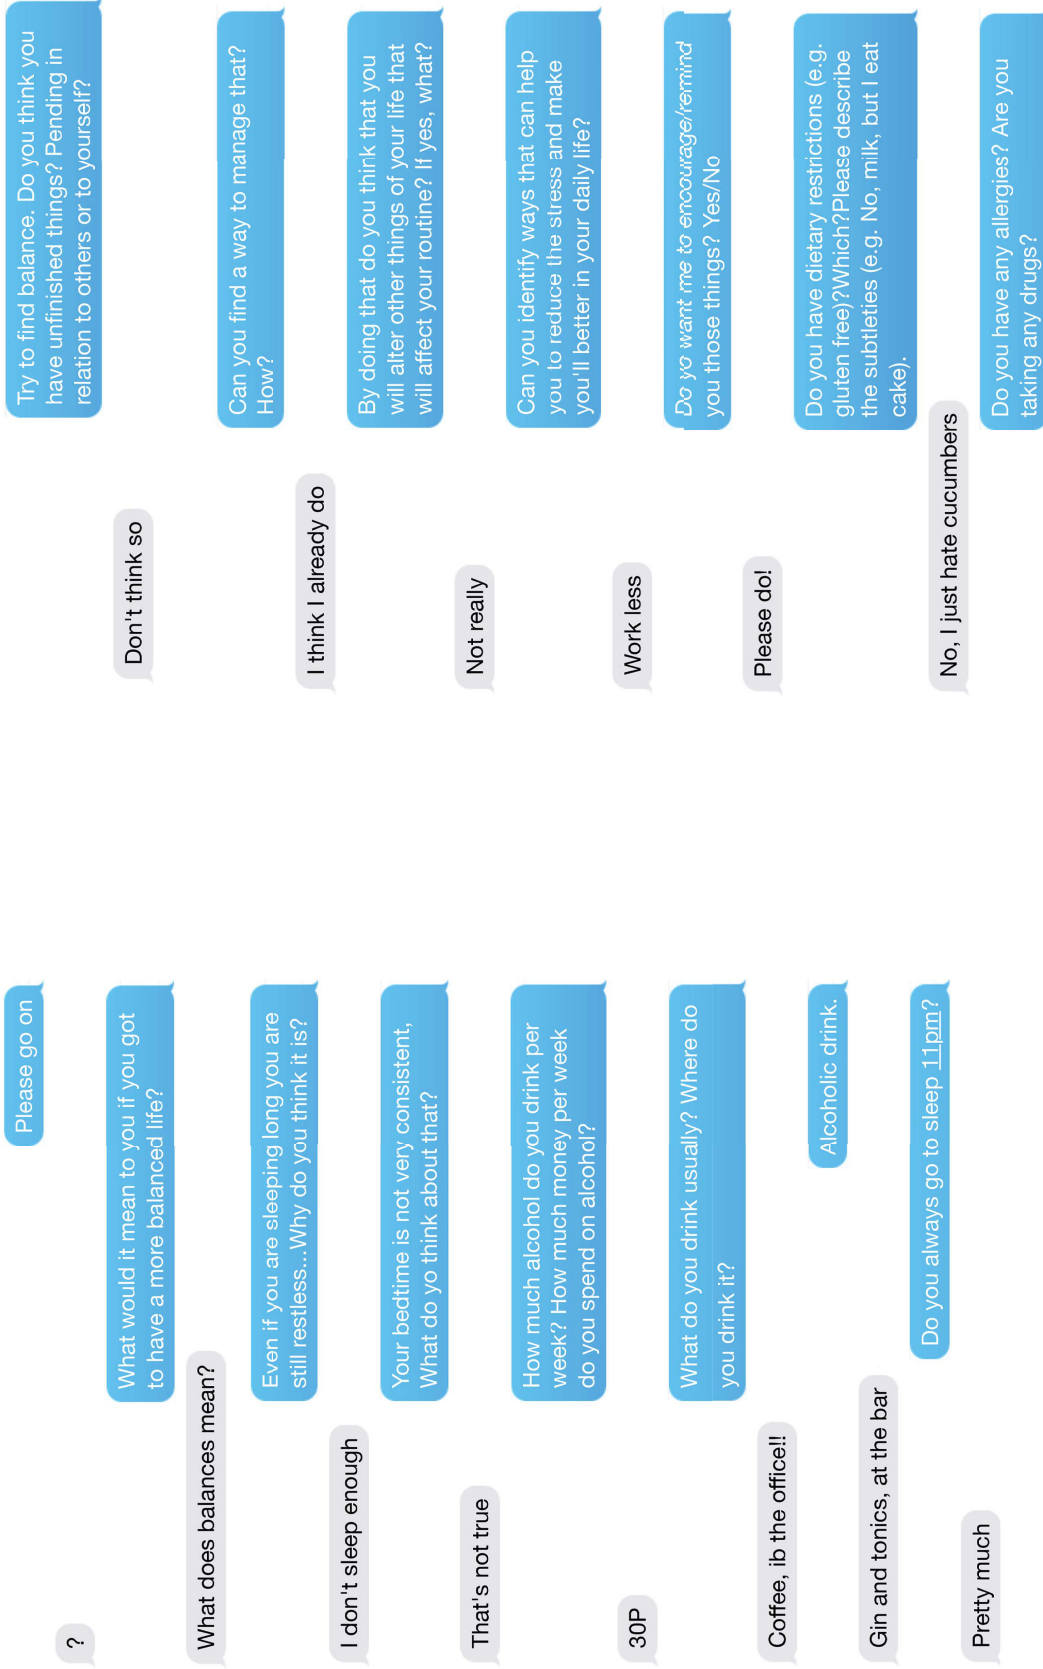 Please go on
?
What would it mean to you if you got
to have a more balanced life?
What does balances mean?
Even if you are sleeping long you are
still restless...Why do you think it is?
I don't sleep enough
Your bedtime is not very consistent,
What do yo think about that?
That's not true
How much alcohol do you drink per
week? How much money per week
do you spend on alcohol?
30P
What do you drink usually? Where do
you drink it?
Coffee, ib the office!!
Alcoholic drink.
Gin and tonics, at the bar
Do you always go to sleep 11pm?
Pretty much
Try to find balance. Do you think you
have unfinished things? Pending in
relation to others or to yourself?
Don't think so
Can you find a way to manage that?
How?
I think I already do
By doing that do you think that you
will alter other things of your life that
will affect your routine? If yes, what?
Not really
Can you identify ways that can help
you to reduce the stress and make
you'll better in your daily life?
Work less
Do yo want me to encourage/remind
you those things? Yes/No
Please do!
Do you have dietary restrictions (e.g.
gluten free)?Which?Please describe
the subtleties (e.g. No, milk, but I eat
cake).
No, I just hate cucumbers
Do you have any allergies? Are you
taking any drugs?